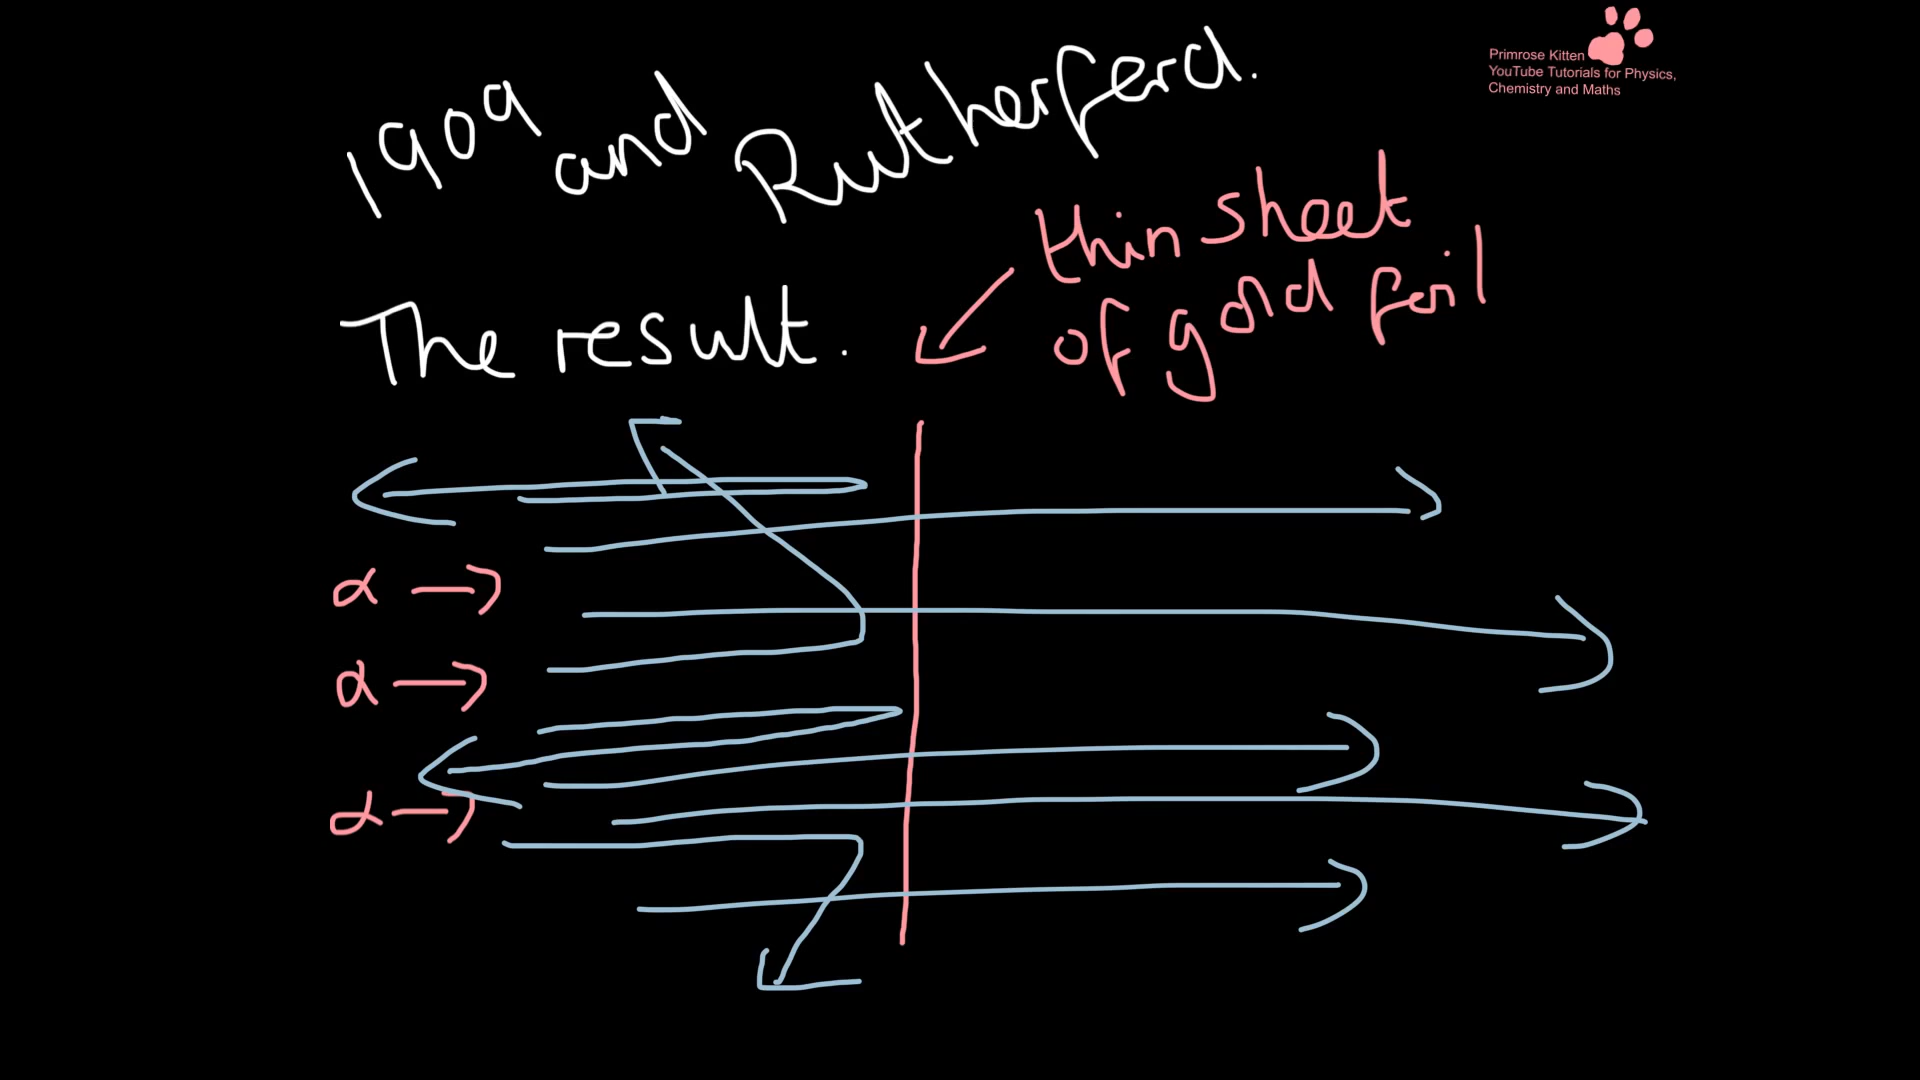 1909 and Rutherford.
Primrose Kitten
YouTube Tutorials for Physics,
Chemistry and Maths
The result.
thin sheet
of gold foil
α
α
α